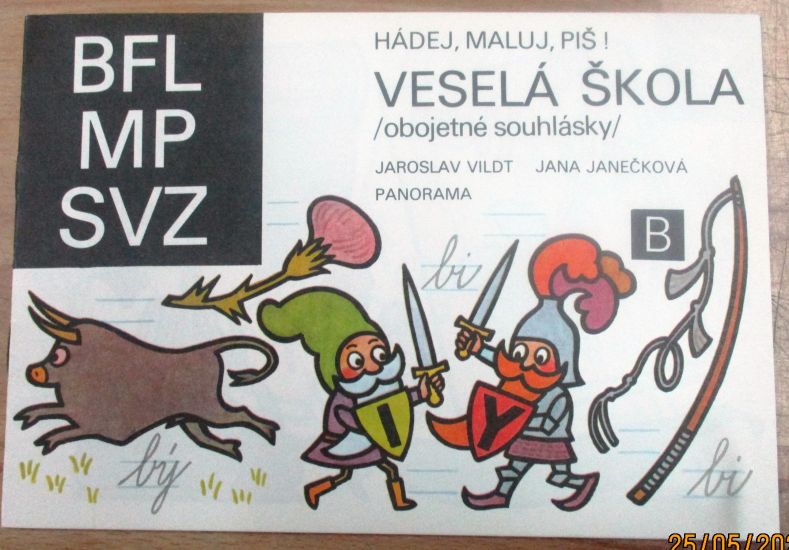 BFL
MP
SVZ
HÁDEJ, MALUJ, PIŠ !
VESELÁ ŠKOLA
/obojetné souhlásky/
JAROSLAV VILDT JANA JANEČKOVÁ
PANORAMA
B
bi
I
Y
bý
bi
25/05/20